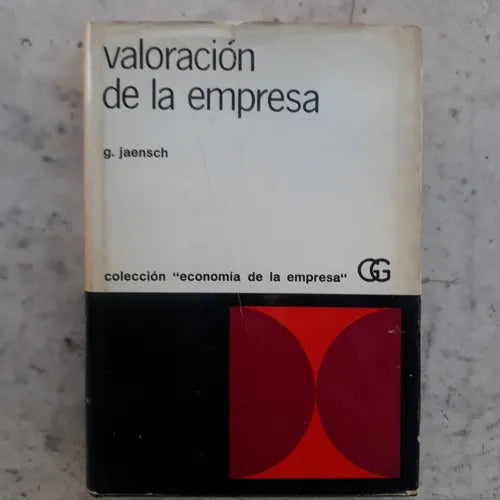 valoración
de la empresa
g. jaensch
colección "economía de la empresa" GG